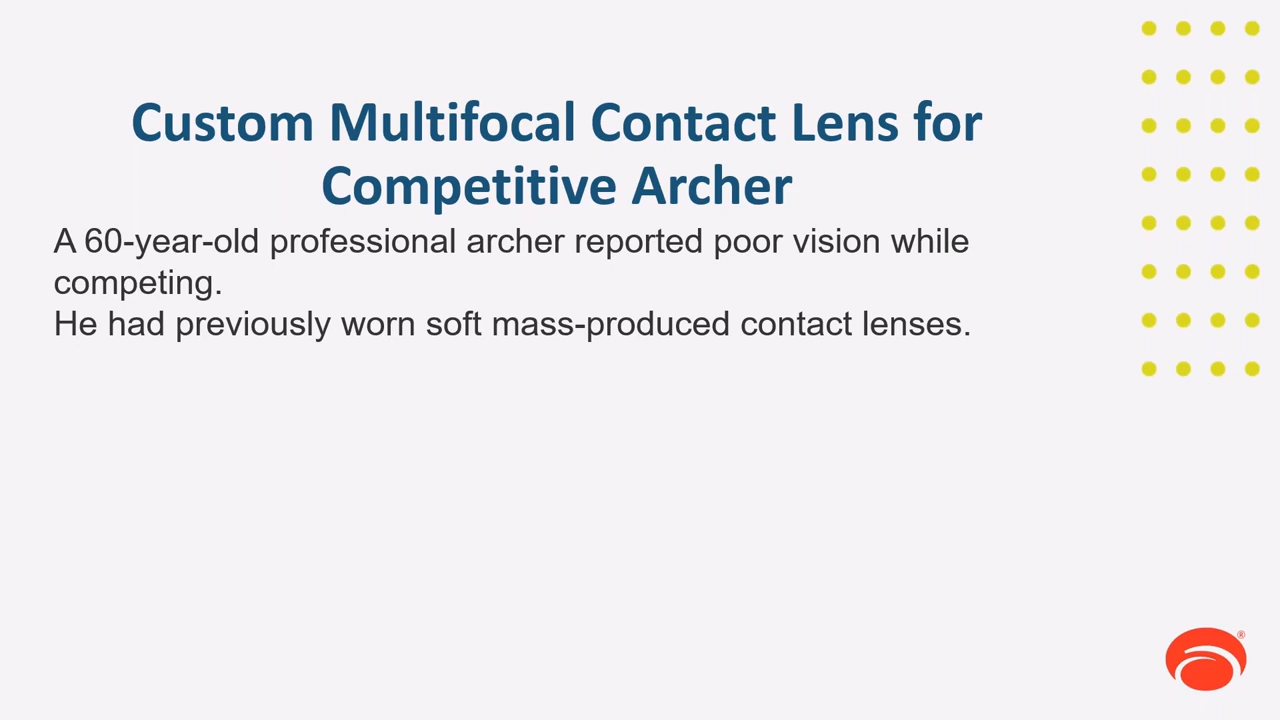 Custom Multifocal Contact Lens for
Competitive Archer
A 60-year-old professional archer reported poor vision while
competing.
He had previously worn soft mass-produced contact lenses.
®